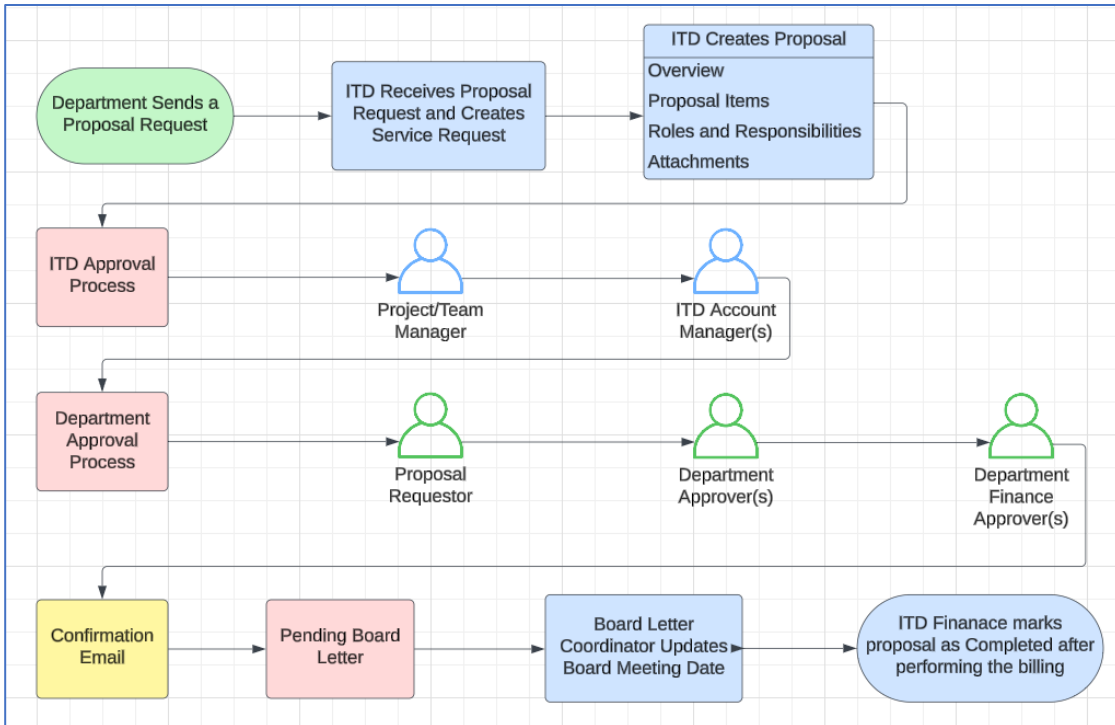 Department Sends a
Proposal Request
ITD Receives Proposal
Request and Creates
Service Request
ITD Creates Proposal
Overview
Proposal Items
Roles and Responsibilities
Attachments
ITD Approval
Process
Project/Team
Manager
ITD Account
Manager(s)
Department
Approval
Process
Proposal
Requestor
Department
Approver(s)
Department
Finance
Approver(s)
Confirmation
Email
Pending Board
Letter
Board Letter
Coordinator Updates
Board Meeting Date
ITD Finanace marks
proposal as Completed after
performing the billing